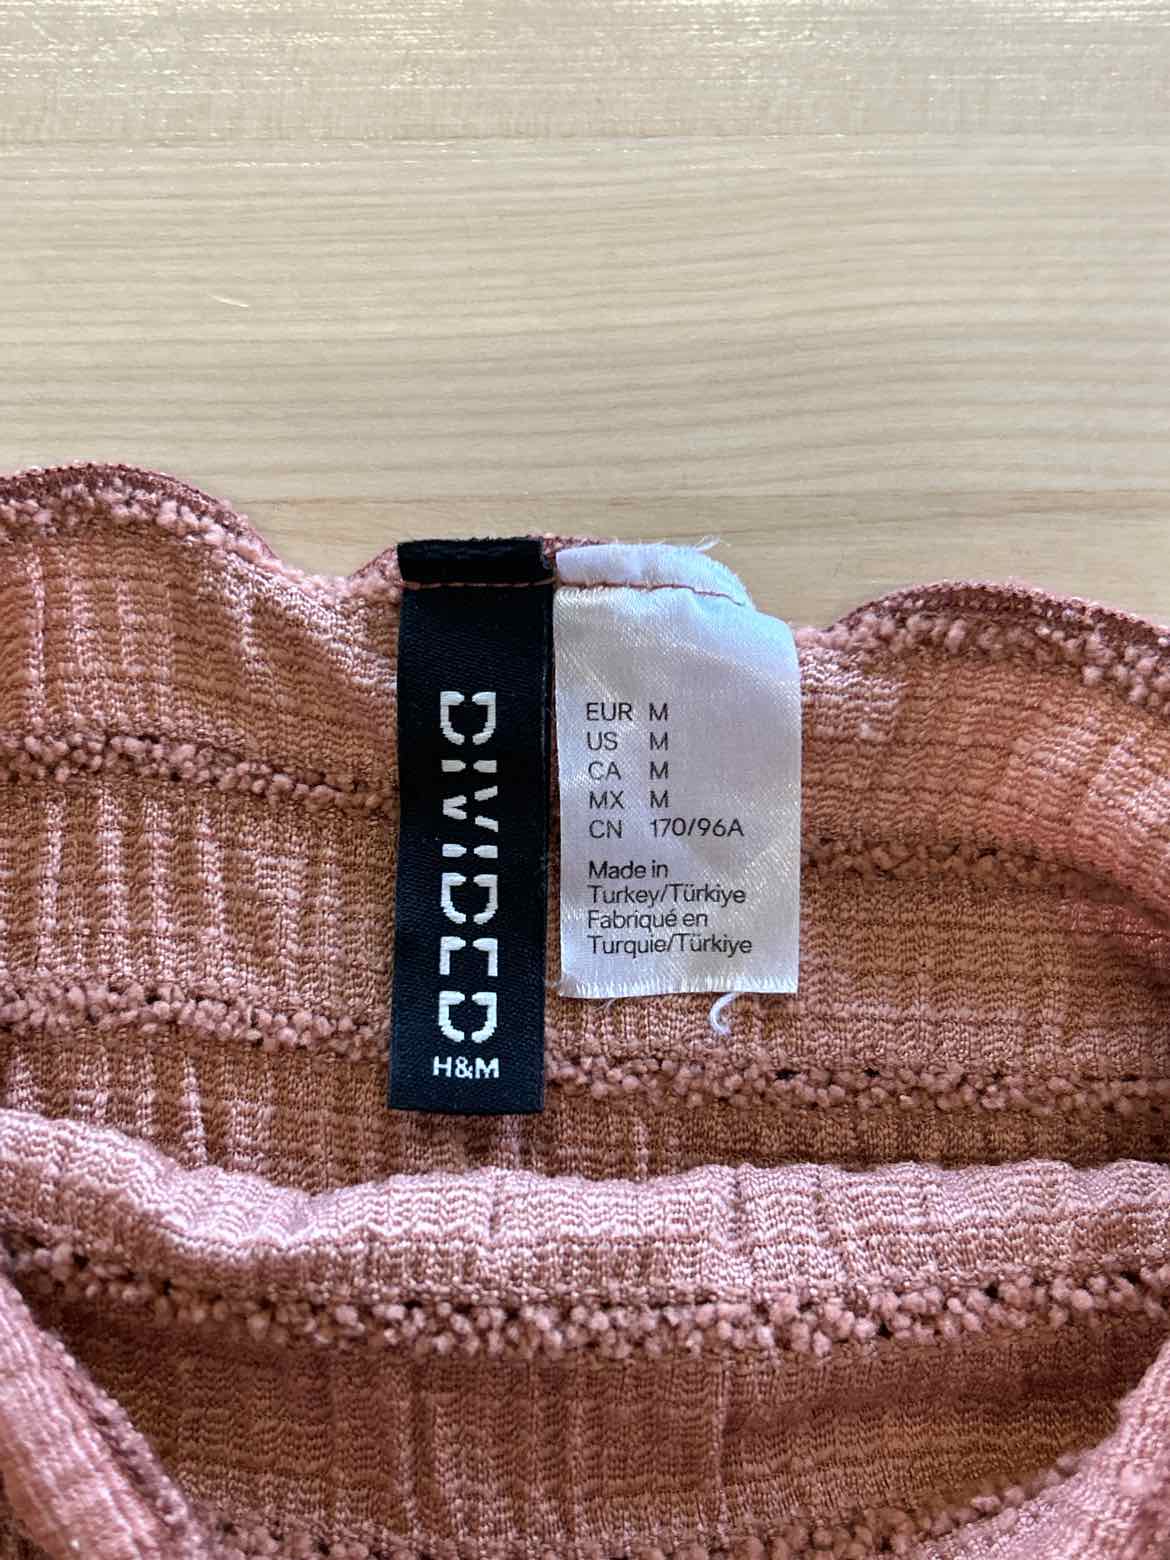 DIVIDED
H&M
EUR M
US M
CA M
MX M
CN 170/96A
Made in
Turkey/Türkiye
Fabriqué en
Turquie/Türkiye